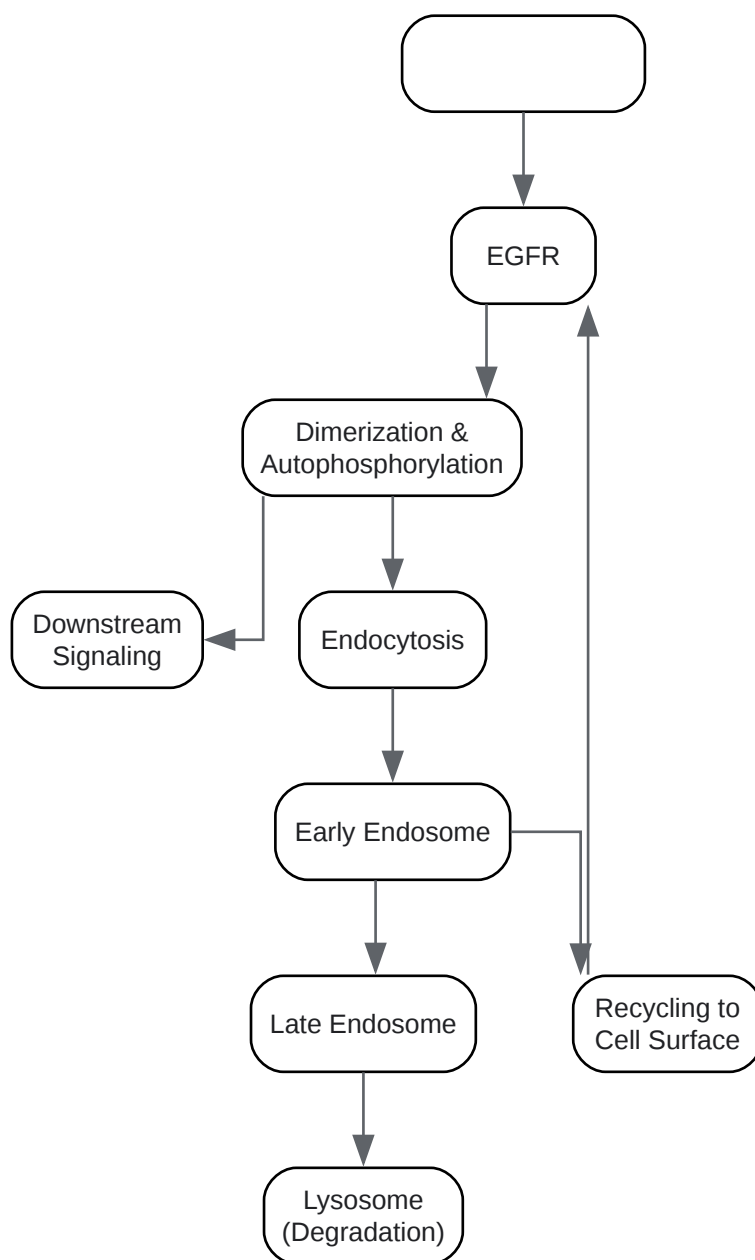 EGFR
Dimerization &
Autophosphorylation
Downstream
Signaling
Endocytosis
Early Endosome
Late Endosome
Recycling to
Cell Surface
Lysosome
(Degradation)